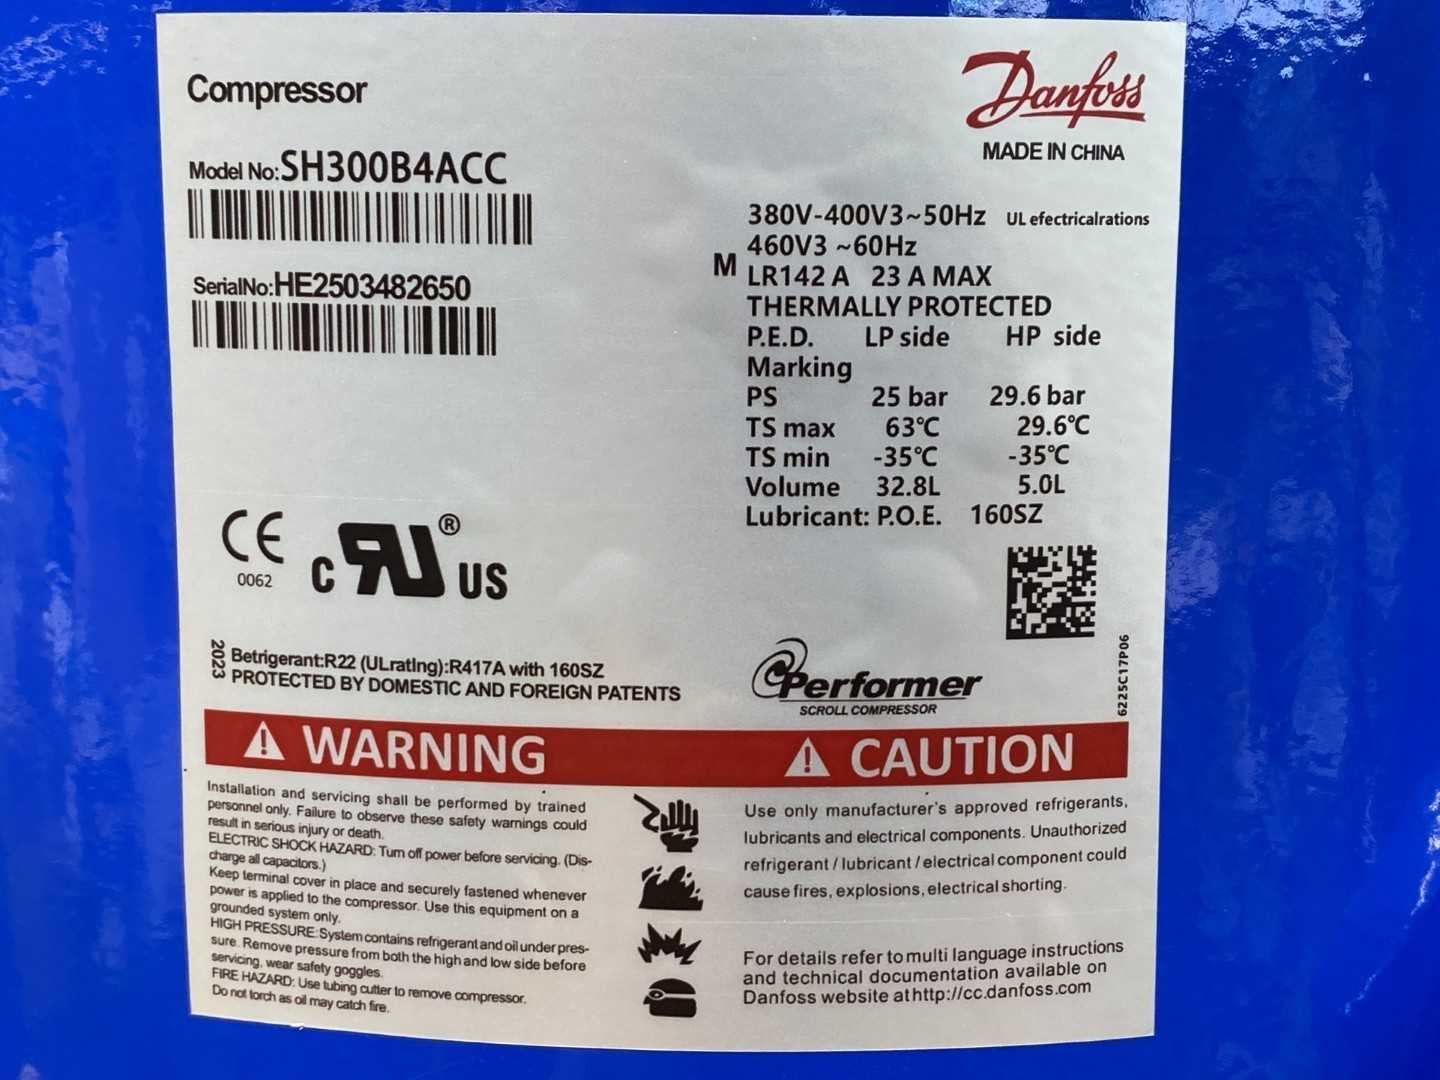 Compressor
Danfoss
MADE IN CHINA
Model No:SH300B4ACC
SerialNo:HE2503482650
380V-400V3~50Hz UL efectricalrations
460V3 ~60Hz
M
LR142 A 23 A MAX
THERMALLY PROTECTED
P.E.D. LP side HP side
Marking
PS 25 bar 29.6 bar
TS max 63℃ 29.6℃
TS min -35℃ -35℃
Volume 32.8L 5.0L
Lubricant: P.O.E. 160SZ
CE
0062
c RU ® US
2023
Betrigerant:R22 (ULratIng):R417A with 160SZ
PROTECTED BY DOMESTIC AND FOREIGN PATENTS
Performer
SCROLL COMPRESSOR
6225C17P06
WARNING
Installation and servicing shall be performed by trained
personnel only. Failure to observe these safety warnings could
result in serious injury or death.
ELECTRIC SHOCK HAZARD: Turn off power before servicing. (Dis-
charge all capacitors.)
Keep terminal cover in place and securely fastened whenever
power is applied to the compressor. Use this equipment on a
grounded system only.
HIGH PRESSURE:System contains refrigerant and oil under pres-
sure. Remove pressure from both the high and low side before
servicing, wear safety goggles.
FIRE HAZARD: Use tubing cutter to remove compressor.
Do not torch as oil may catch fire.
CAUTION
Use only manufacturer's approved refrigerants,
lubricants and electrical components. Unauthorized
refrigerant / lubricant / electrical component could
cause fires, explosions, electrical shorting.
For details refer to multi language instructions
and technical documentation available on
Danfoss website at http://cc.danfoss.com